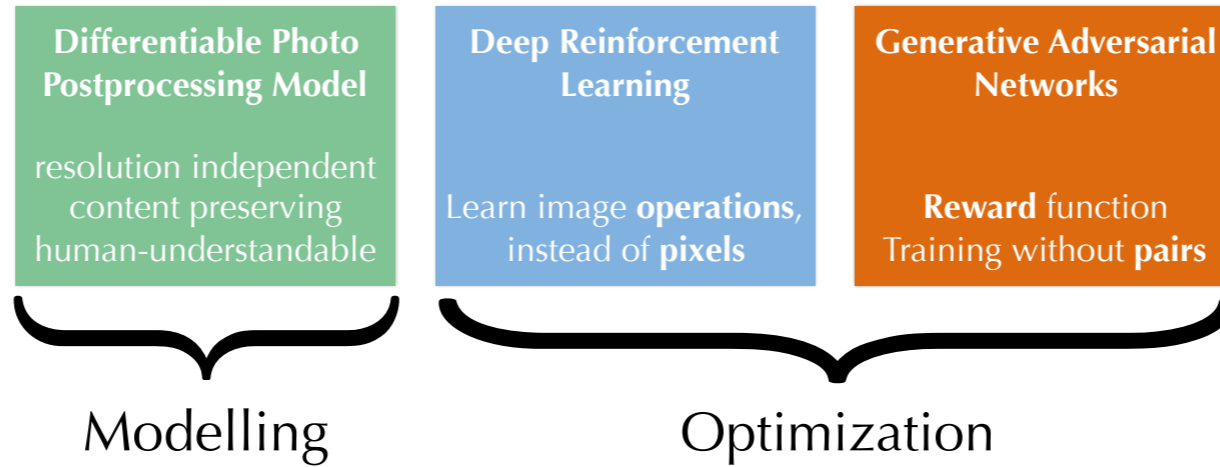 Differentiable Photo
Postprocessing Model
resolution independent
content preserving
human-understandable
Deep Reinforcement
Learning
Learn image operations,
instead of pixels
Generative Adversarial
Networks
Reward function
Training without pairs
Modelling
Optimization